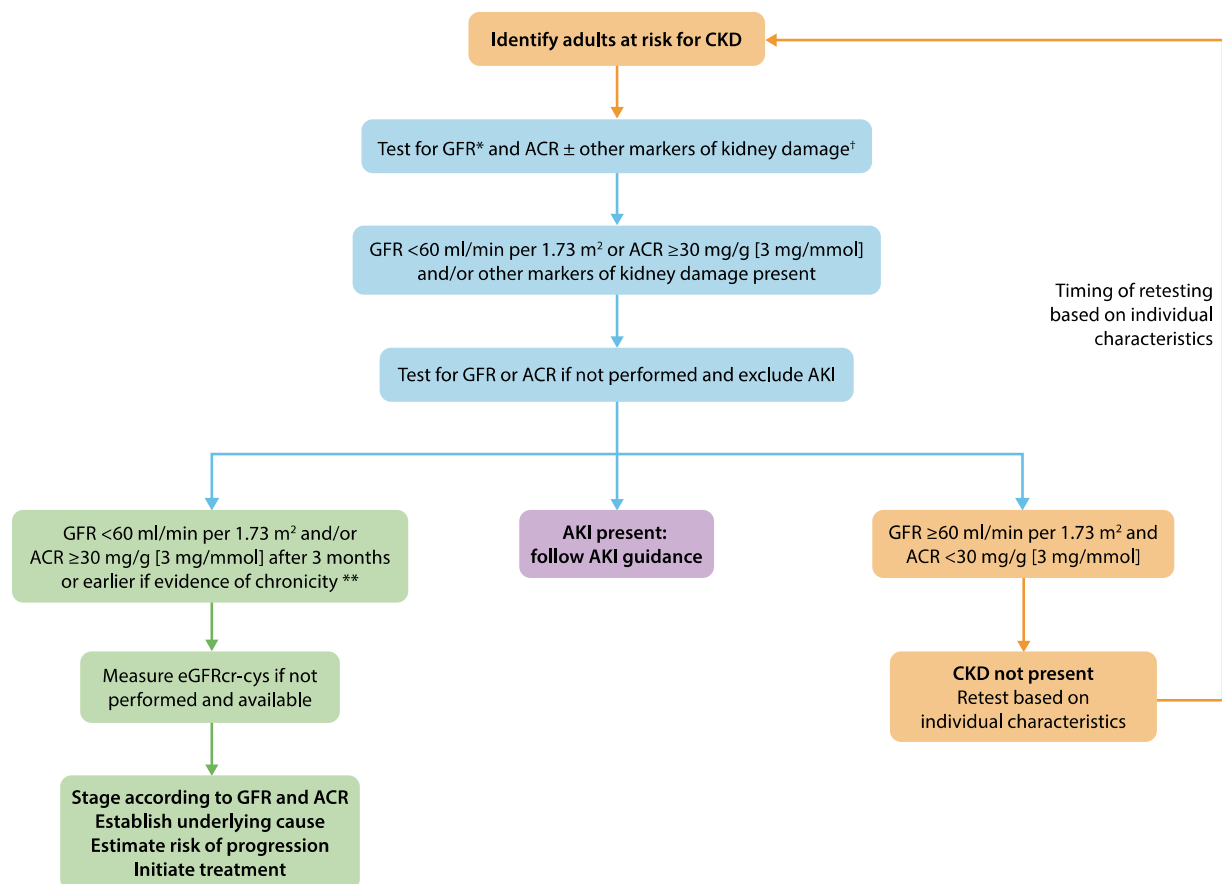 Identify adults at risk for CKD
Test for GFR* and ACR ± other markers of kidney damage†
GFR <60 ml/min per 1.73 m² or ACR ≥30 mg/g [3 mg/mmol]
and/or other markers of kidney damage present
Timing of retesting
based on individual
characteristics
Test for GFR or ACR if not performed and exclude AKI
GFR <60 ml/min per 1.73 m² and/or
ACR ≥30 mg/g [3 mg/mmol] after 3 months
or earlier if evidence of chronicity **
AKI present:
follow AKI guidance
GFR ≥60 ml/min per 1.73 m² and
ACR <30 mg/g [3 mg/mmol]
Measure eGFRcr-cys if not
performed and available
CKD not present
Retest based on
individual characteristics
Stage according to GFR and ACR
Establish underlying cause
Estimate risk of progression
Initiate treatment